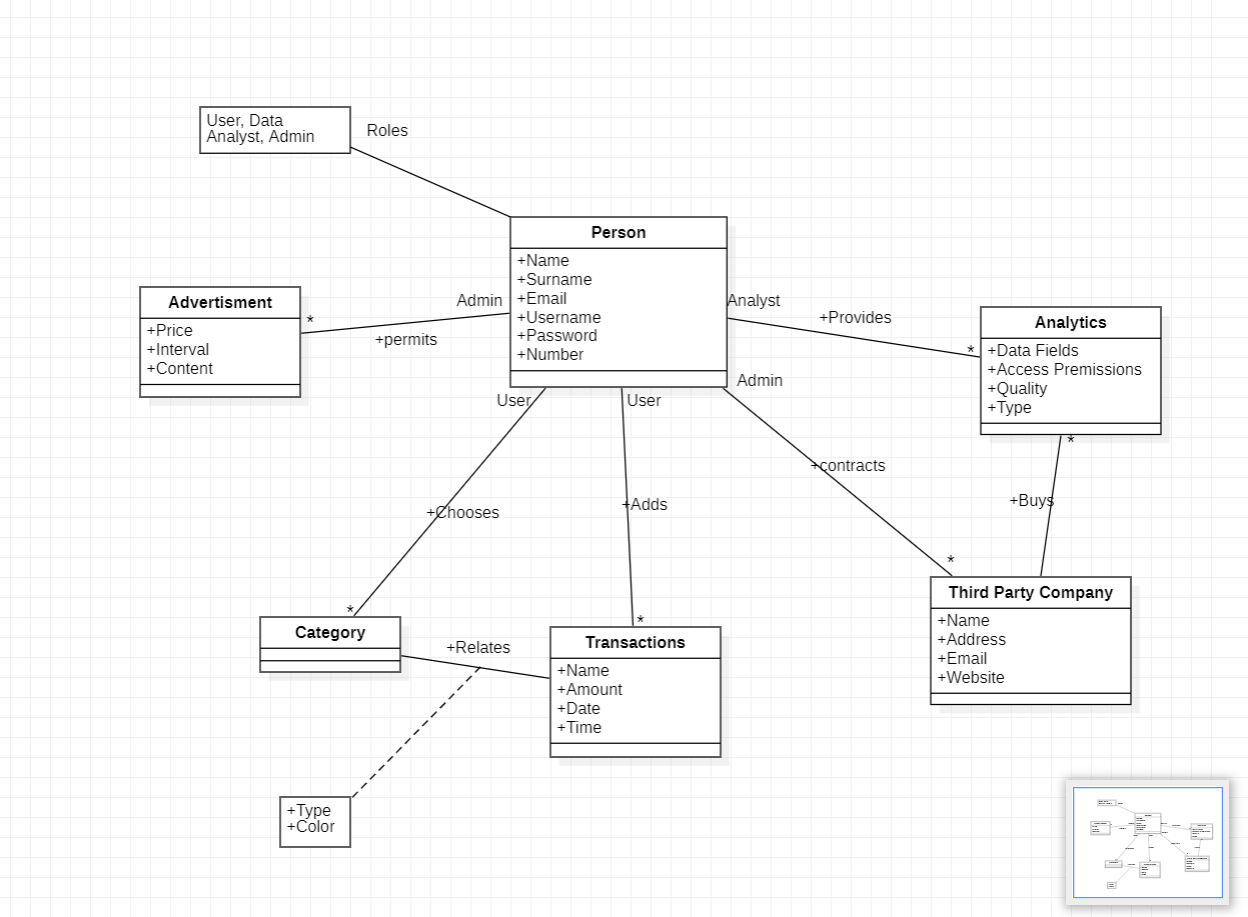 User, Data
Analyst, Admin
Roles
Person
+Name
+Surname
+Email
+Username
+Password
+Number
Advertisment
+Price
+Interval
+Content
*
+permits
Admin
Analyst
+Provides
*
Analytics
+Data Fields
+Access Premissions
+Quality
+Type
*
User
User
Admin
+contracts
+Buys
+Chooses
+Adds
*
*
*
Category
+Relates
Transactions
+Name
+Amount
+Date
+Time
Third Party Company
+Name
+Address
+Email
+Website
+Type
+Color